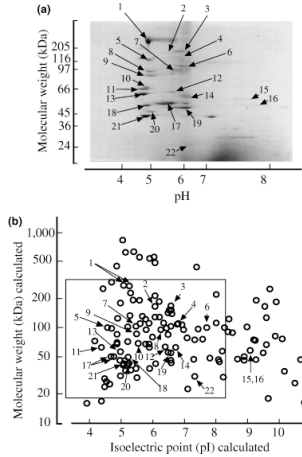 (a)
1 2 3
205 5 7 4
116 8 6
97 9
10 12
66 11 15
13 14 16
45 18 17 19
36 21 20
24 22
Molecular weight (kDa)
4 5 6 7 8
pH
(b)
1,000
500
200
100
50
20
10
1 2 3
5 7 4 6
9
13 8
11 10 12
17 14
21 19 15,16
20 18 22
Molecular weight (kDa) calculated
4 5 6 7 8 9 10
Isoelectric point (pI) calculated